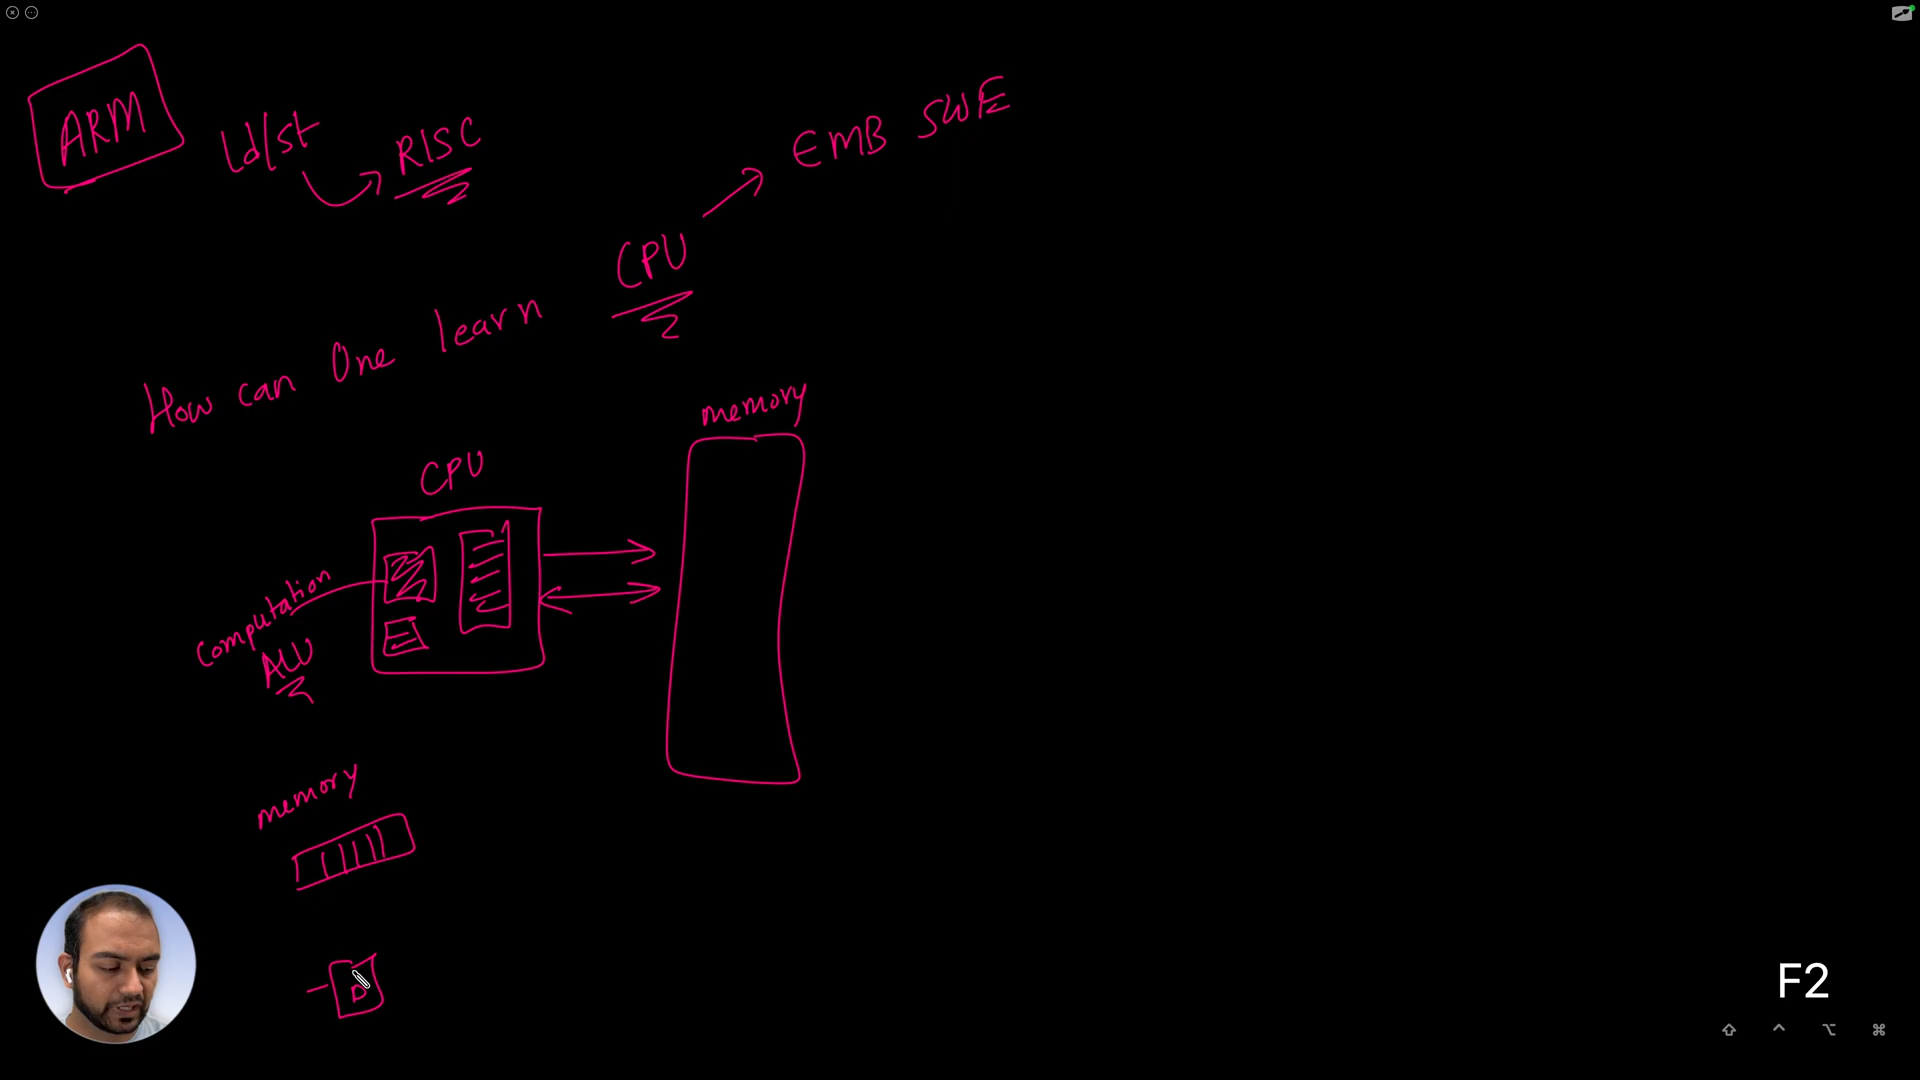 ARM
ld/st
RISC
EMB SWE
CPU
How can One learn
memory
CPU
Computation
ALU
memory
D
F2